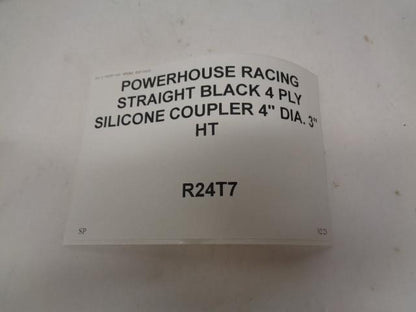 POWERHOUSE RACING
STRAIGHT BLACK 4 PLY
SILICONE COUPLER 4" DIA. 3"
HT
R24T7
SP